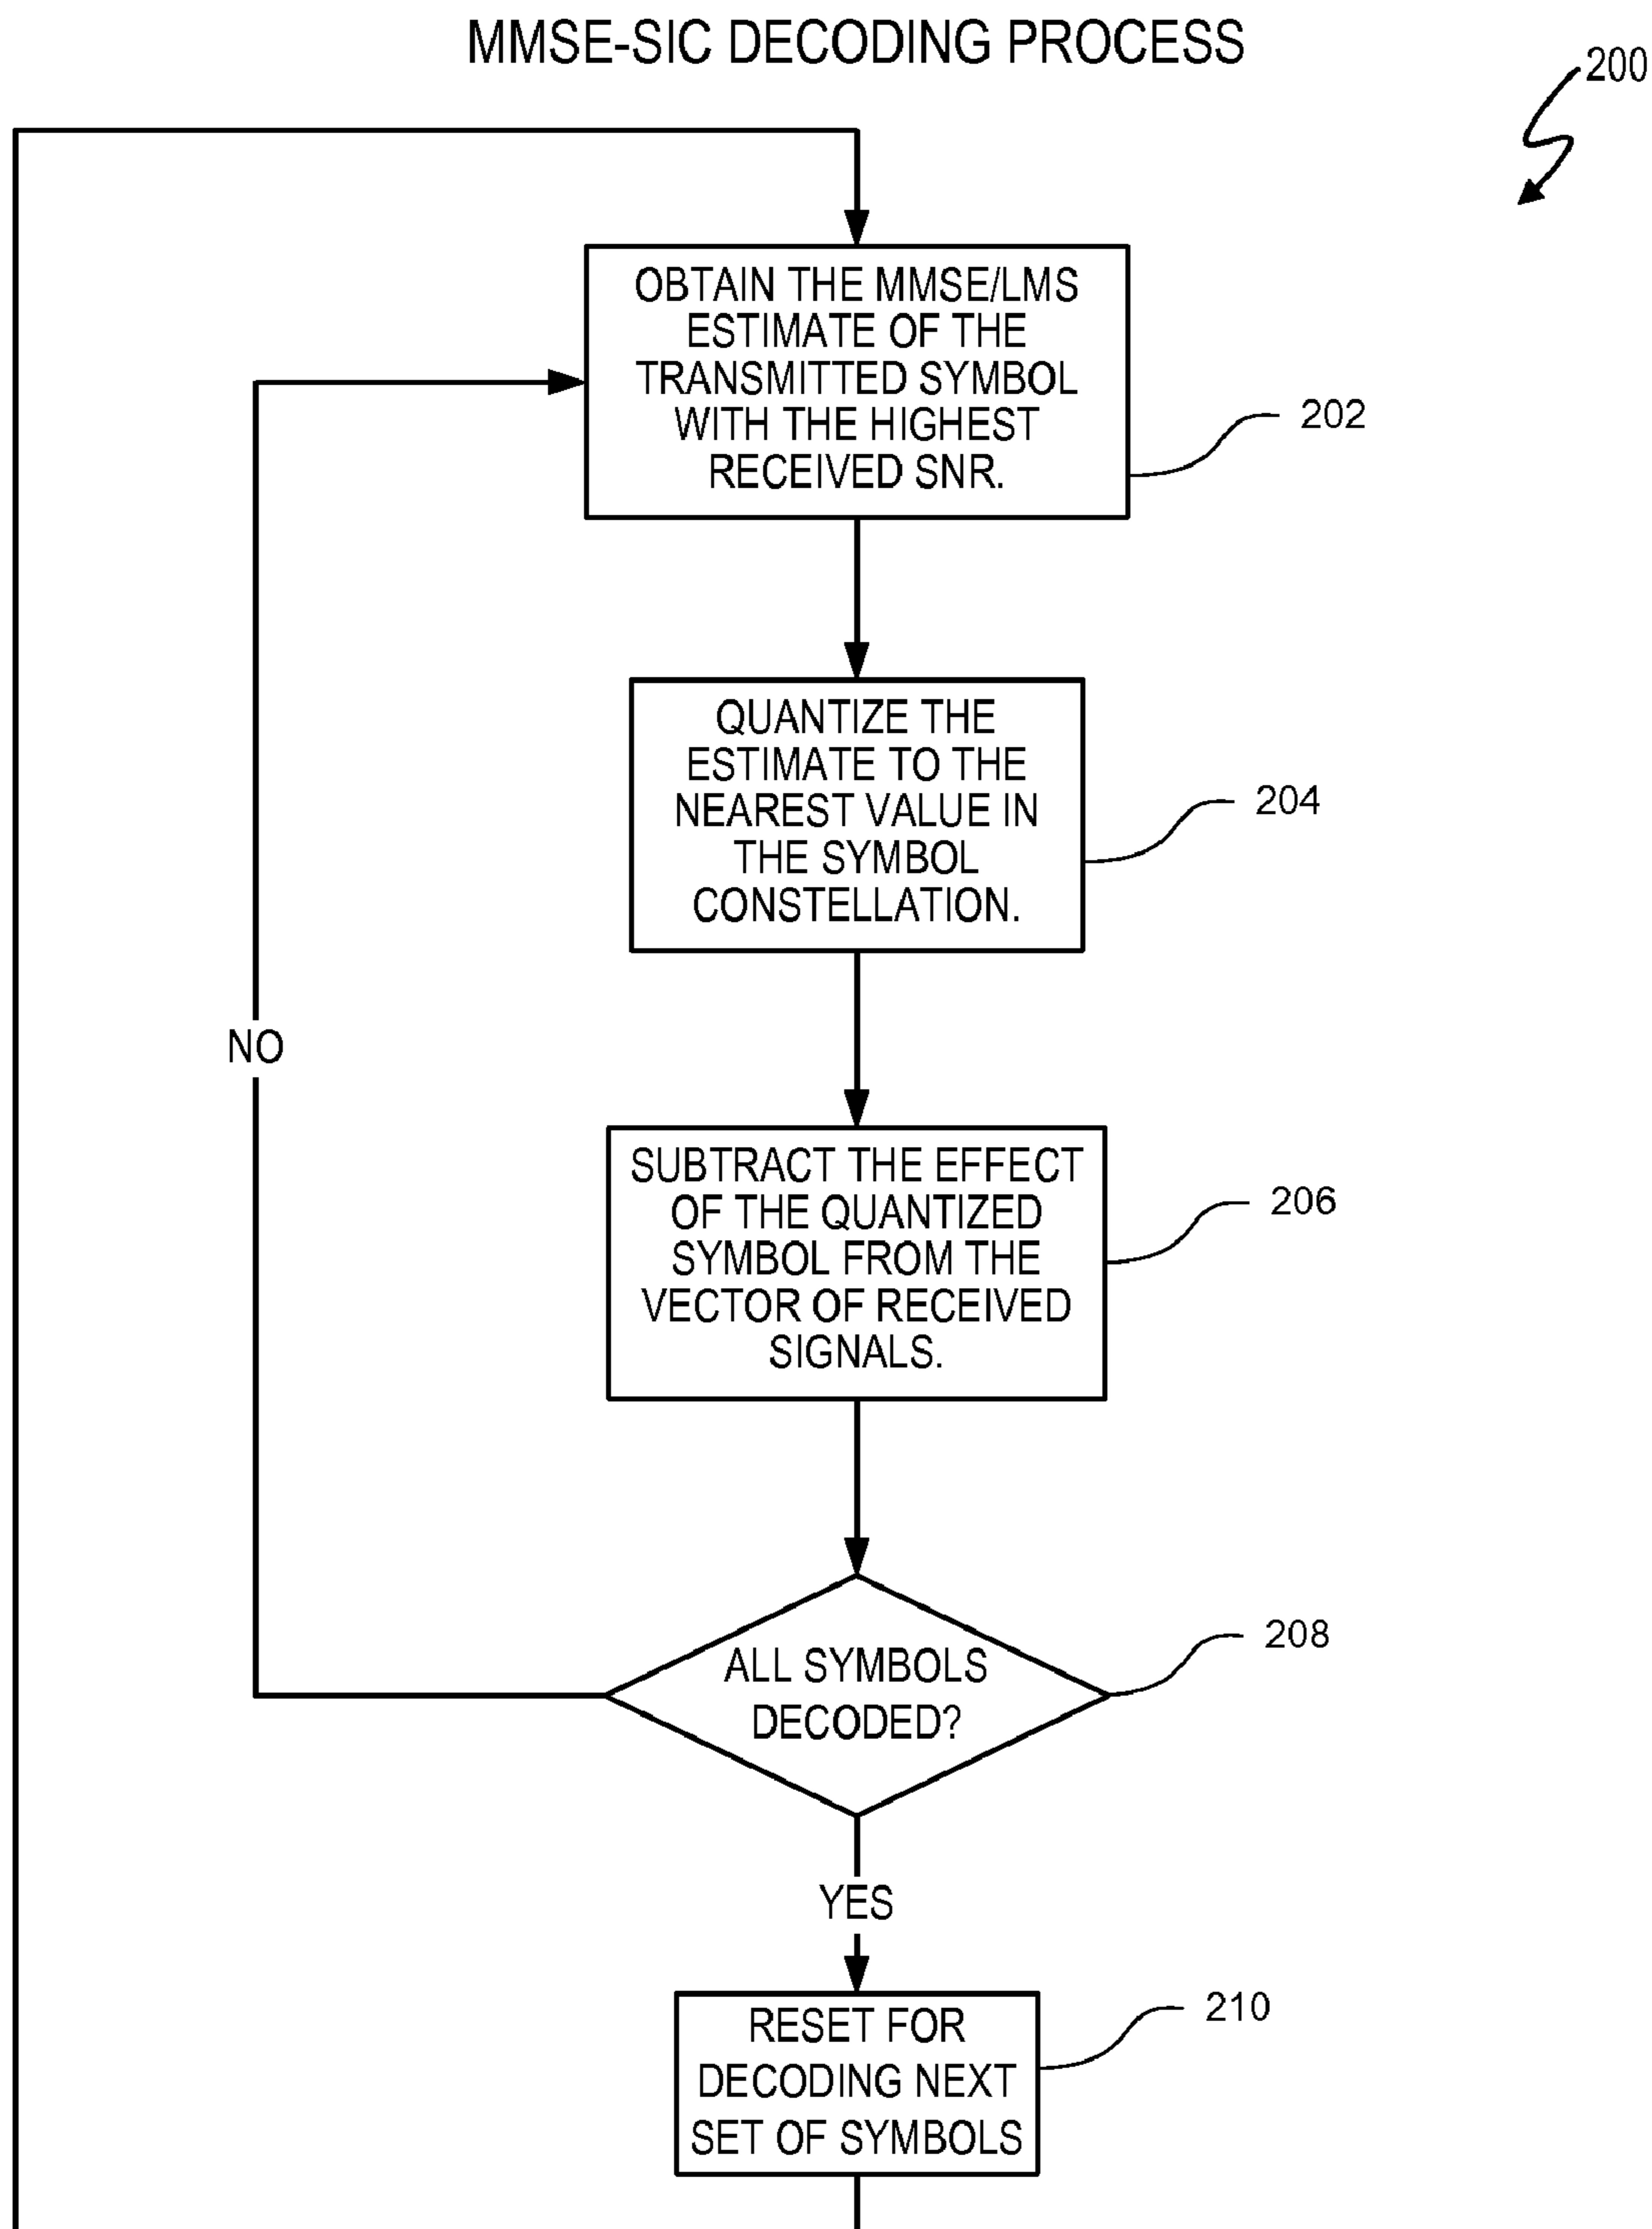 MMSE-SIC DECODING PROCESS
200
OBTAIN THE MMSE/LMS
ESTIMATE OF THE
TRANSMITTED SYMBOL
WITH THE HIGHEST
RECEIVED SNR.
202
QUANTIZE THE
ESTIMATE TO THE
NEAREST VALUE IN
THE SYMBOL
CONSTELLATION.
204
NO
SUBTRACT THE EFFECT
OF THE QUANTIZED
SYMBOL FROM THE
VECTOR OF RECEIVED
SIGNALS.
206
ALL SYMBOLS
DECODED?
208
YES
RESET FOR
DECODING NEXT
SET OF SYMBOLS
210